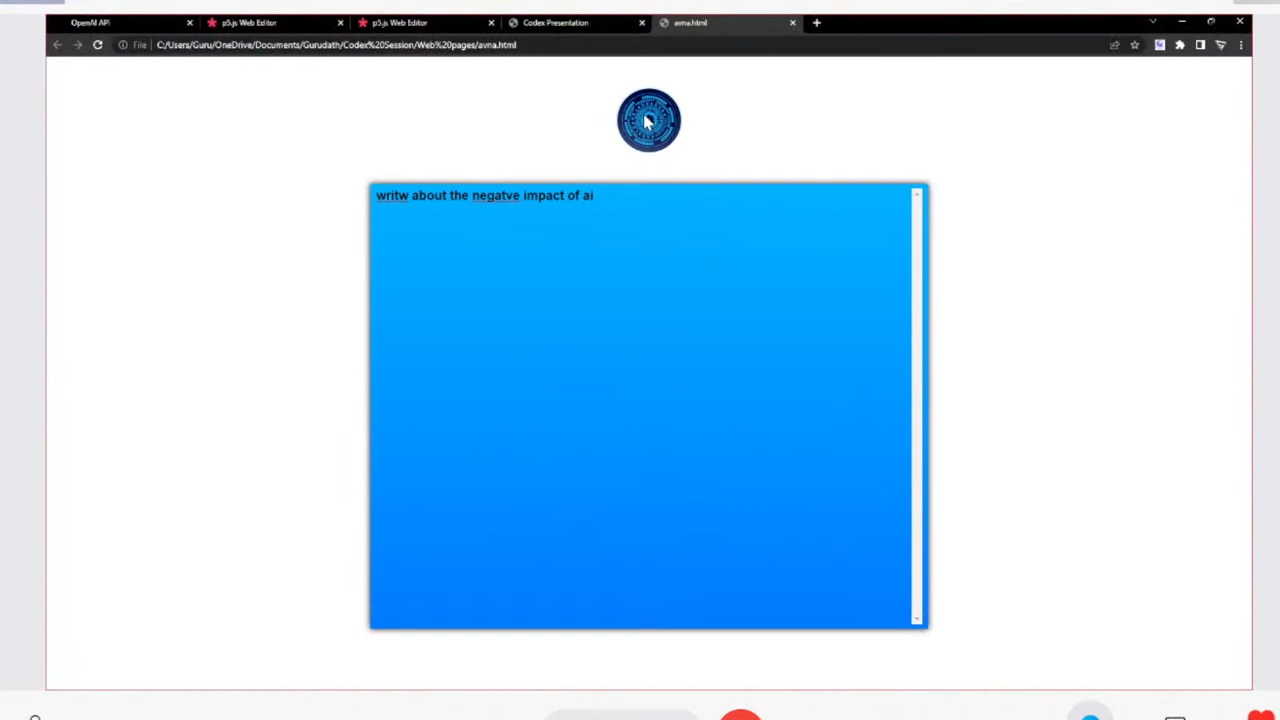 OpenAI API
p5.js Web Editor
p5.js Web Editor
Codex Presentation
avna.html
File
C:/Users/Guru/OneDrive/Documents/Gurudath/Codex%20Session/Web%20pages/avna.html
writw about the negatve impact of ai